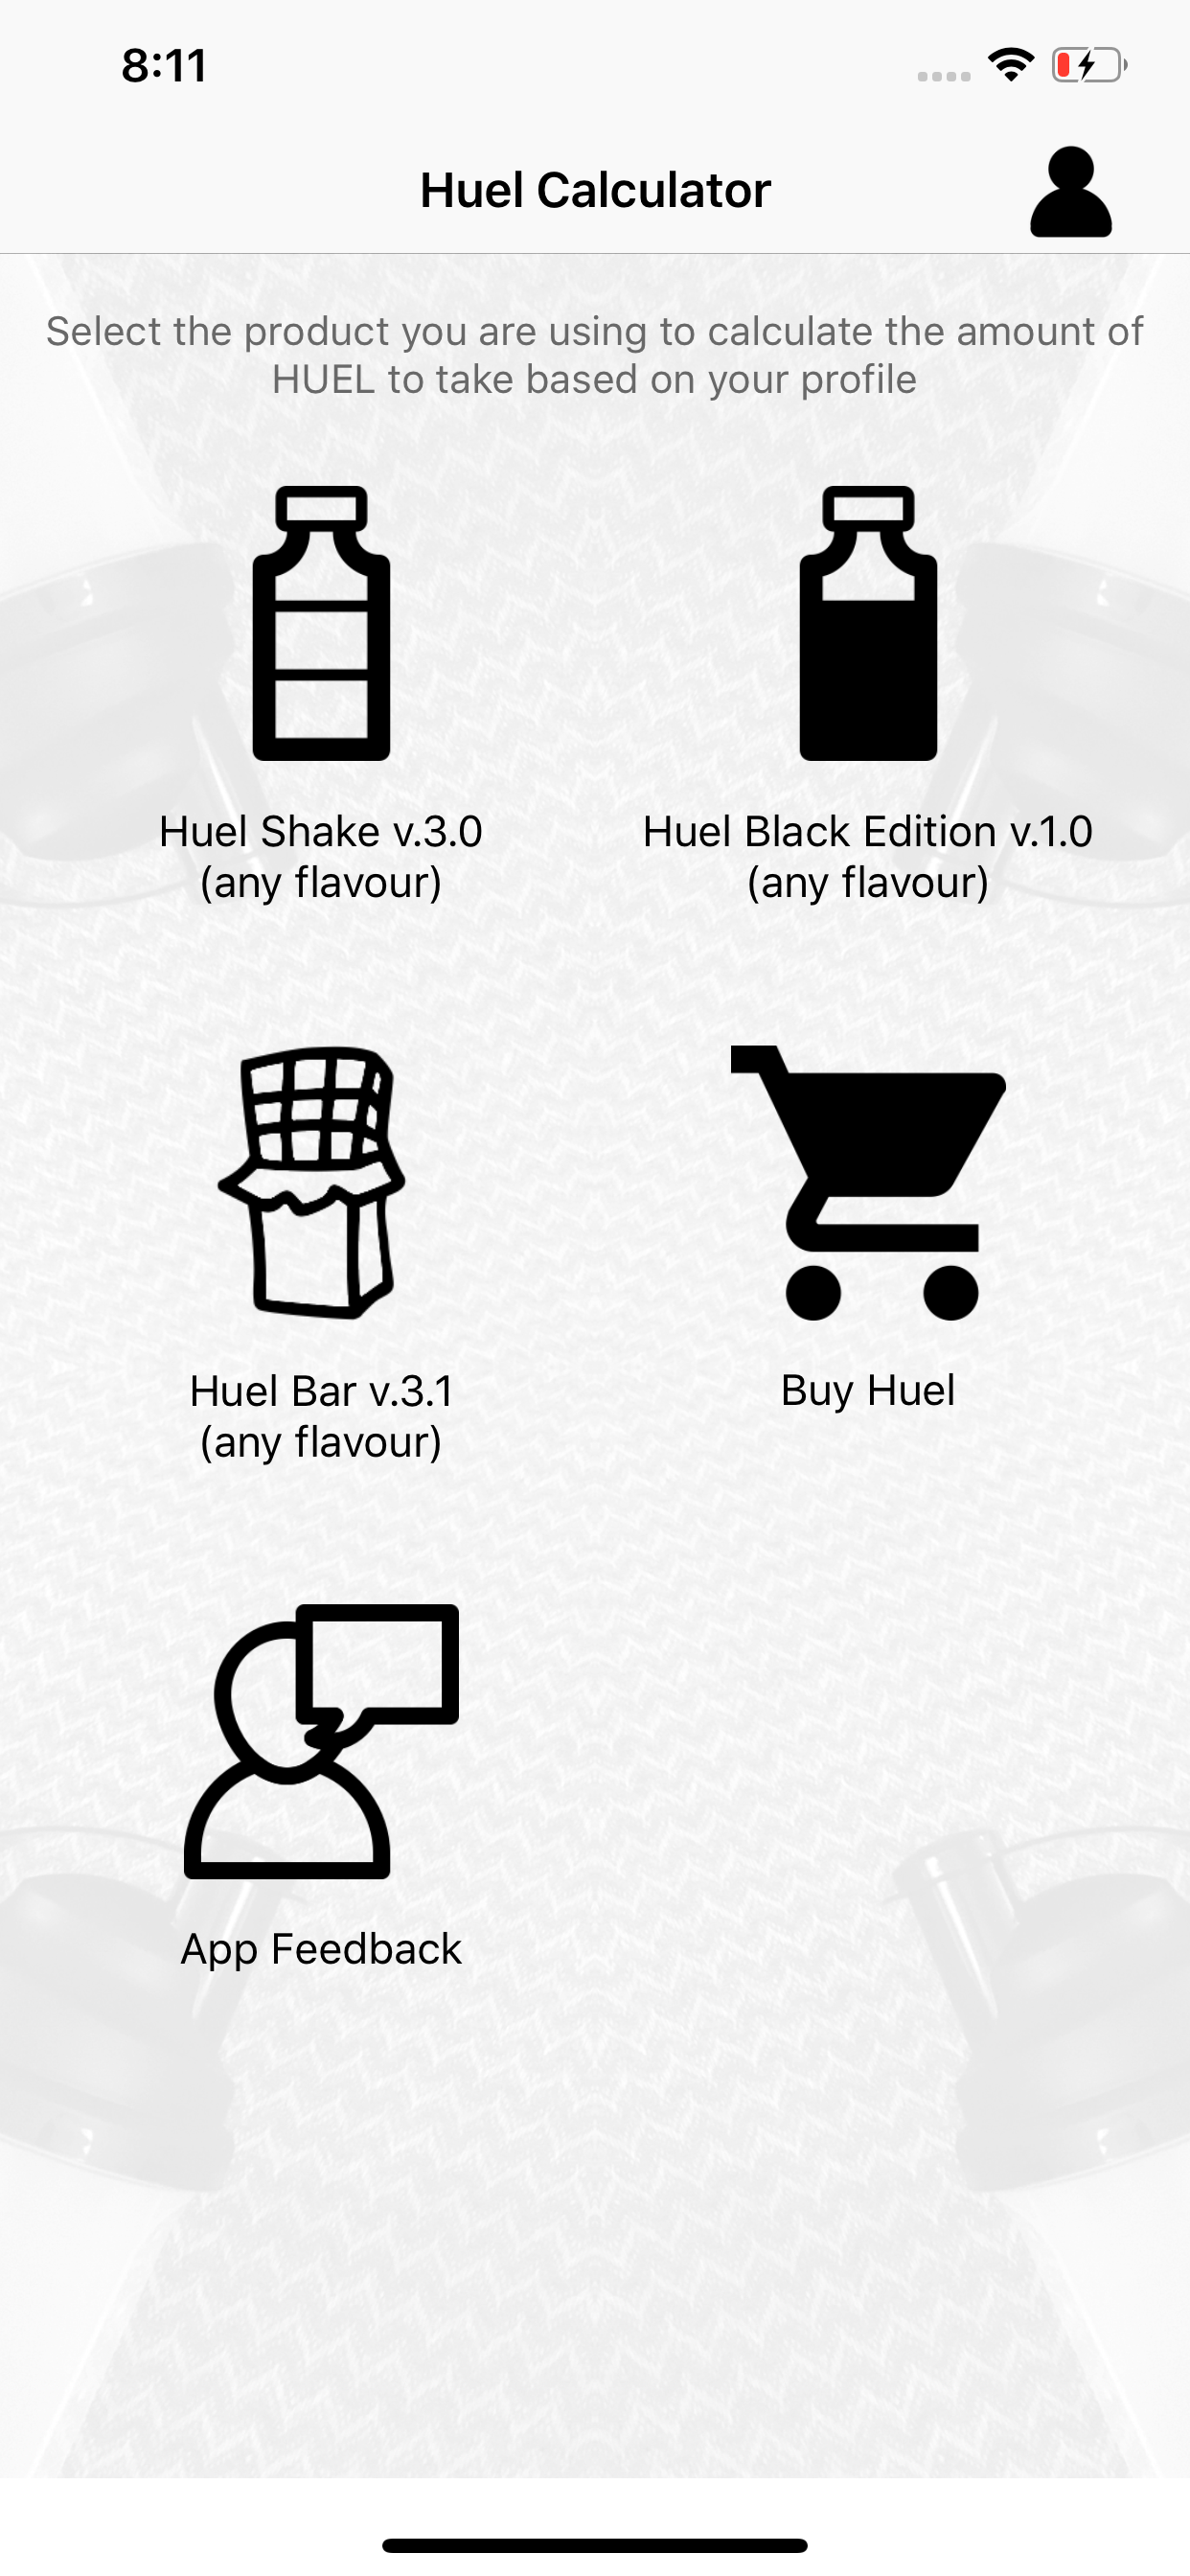 8:11
Huel Calculator
Select the product you are using to calculate the amount of
HUEL to take based on your profile
Huel Shake v.3.0
(any flavour)
Huel Black Edition v.1.0
(any flavour)
Huel Bar v.3.1
(any flavour)
Buy Huel
App Feedback